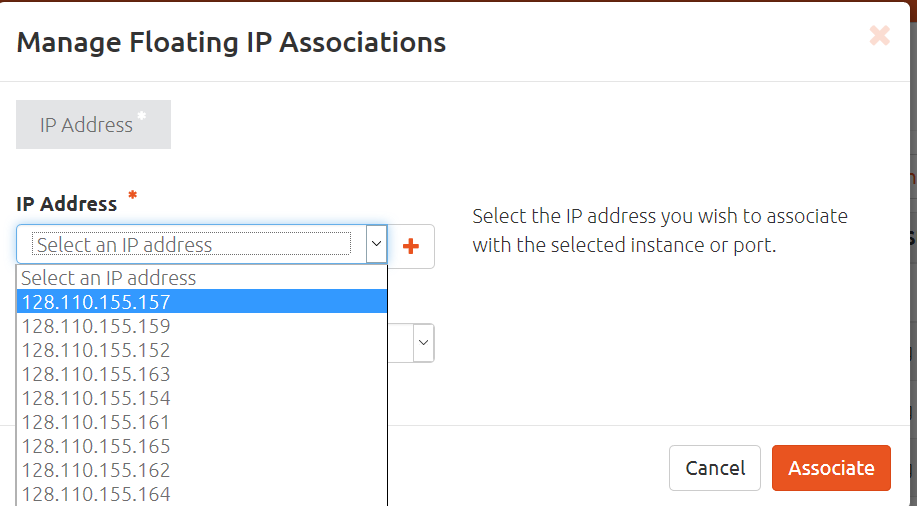 Manage Floating IP Associations
IP Address *
IP Address *
Select an IP address
Select the IP address you wish to associate
with the selected instance or port.
Select an IP address
128.110.155.157
128.110.155.159
128.110.155.152
128.110.155.163
128.110.155.154
128.110.155.161
128.110.155.165
128.110.155.162
128.110.155.164
Cancel
Associate